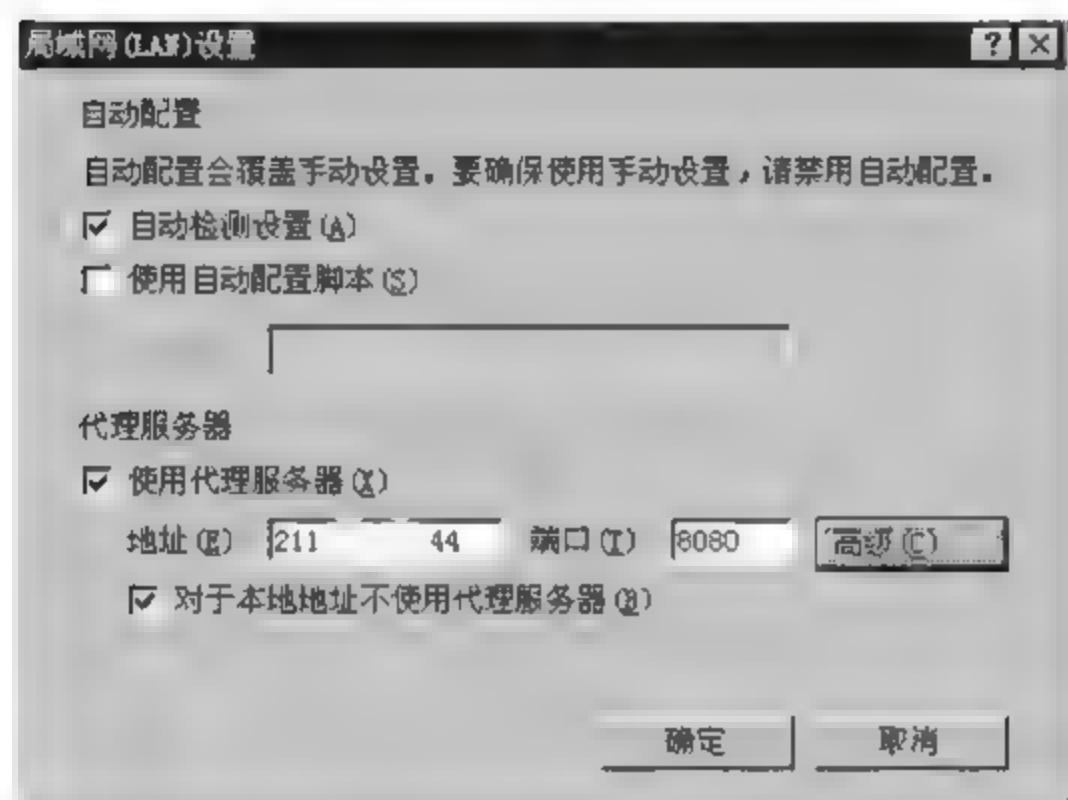 局域网(LAN)设置
自动配置
自动配置会覆盖手动设置。要确保使用手动设置，请禁用自动配置。
自动检测设置(A)
使用自动配置脚本(S)
代理服务器
使用代理服务器(X)
地址(E) 211 44 端口(T) 8080 高级(C)
对于本地地址不使用代理服务器(B)
确定 取消